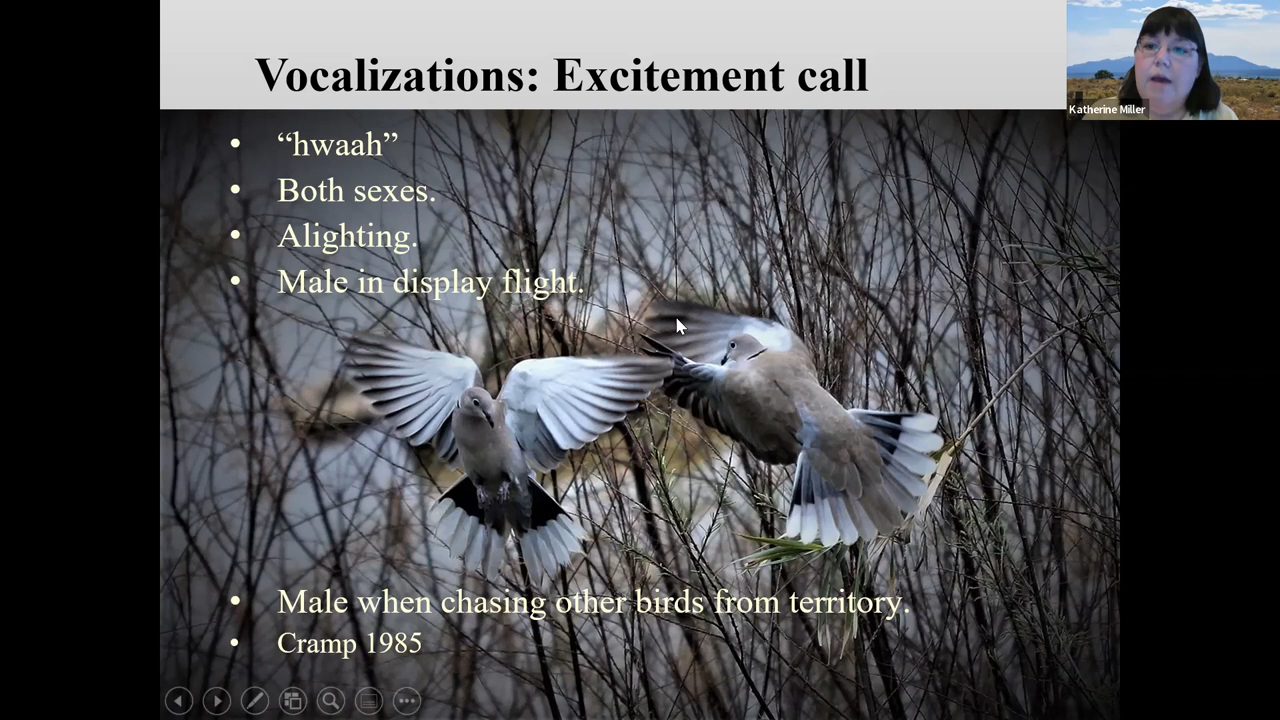 Vocalizations: Excitement call
Katherine Miller
• “hwaah”
• Both sexes.
• Alighting.
• Male in display flight.
• Male when chasing other birds from territory.
• Cramp 1985